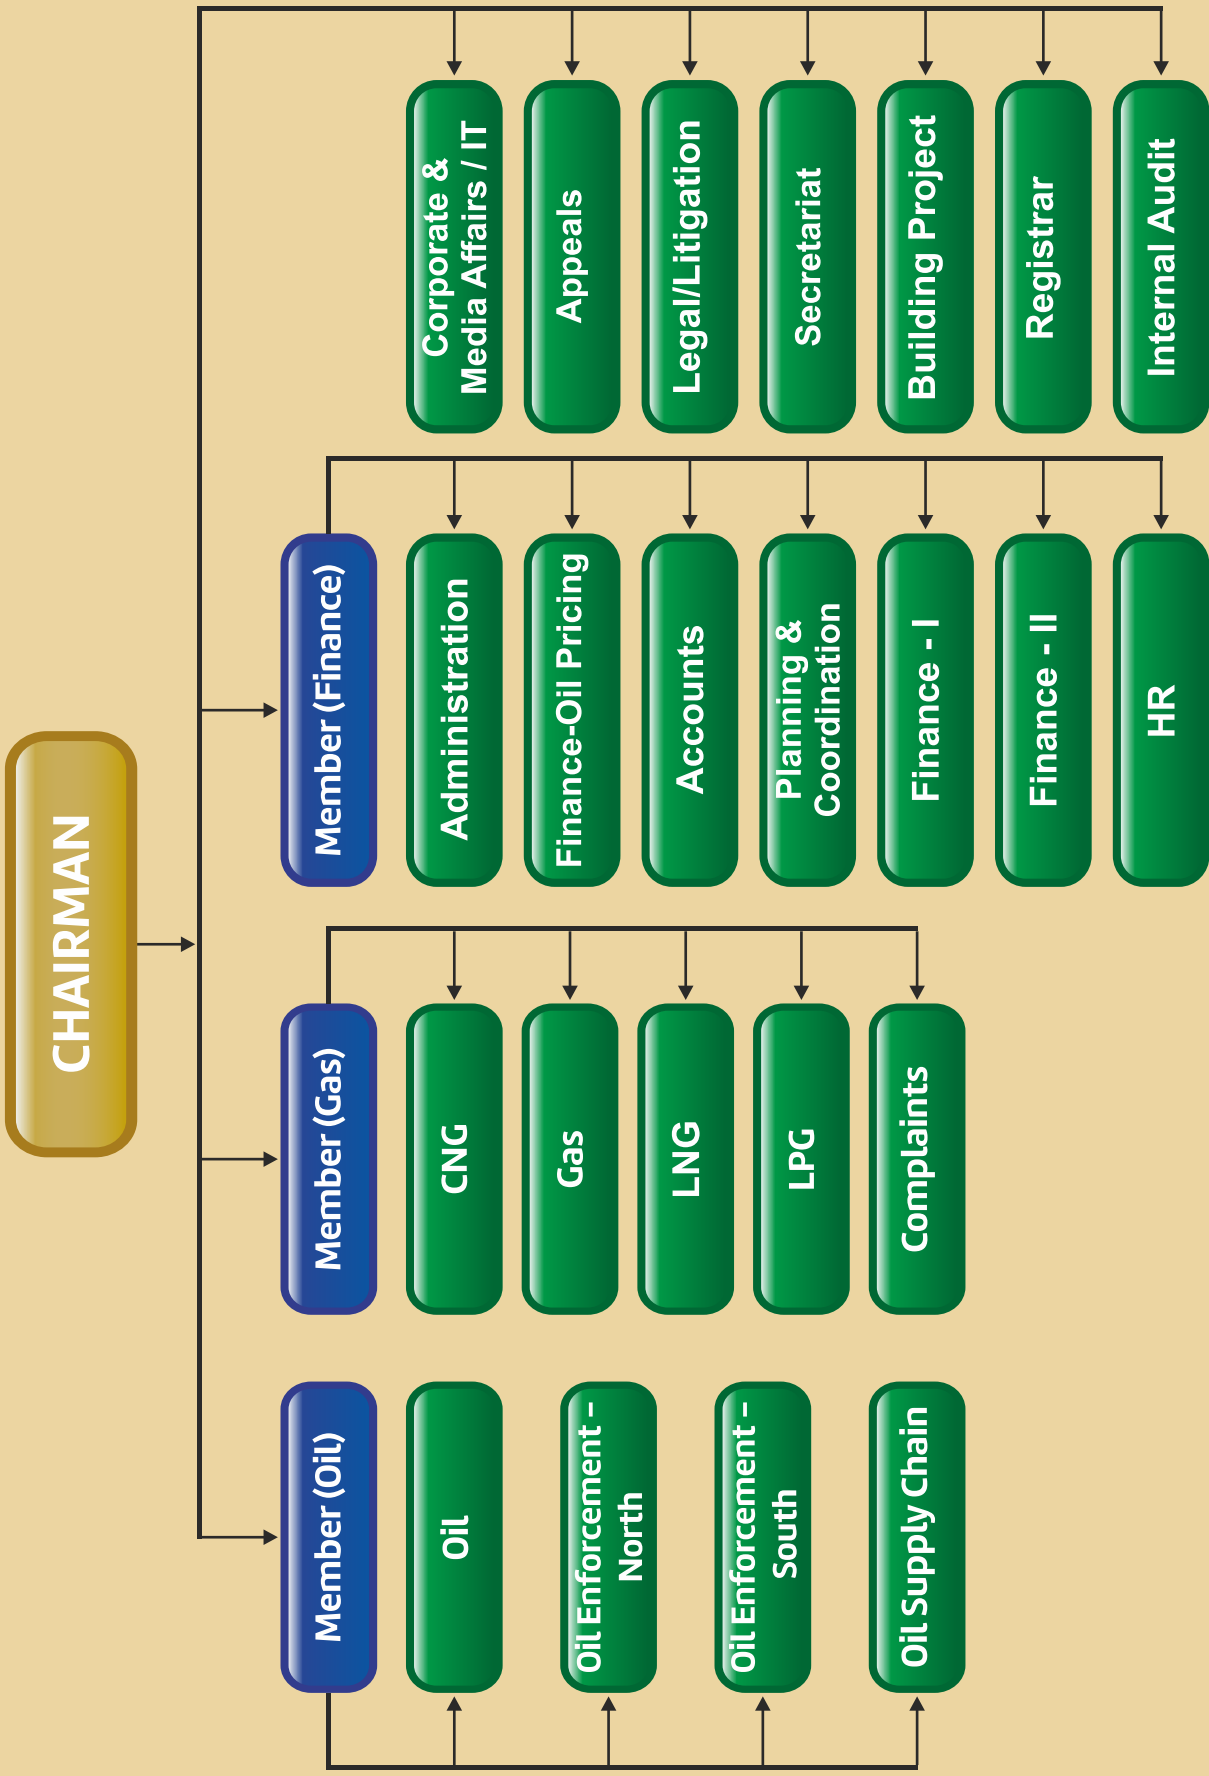 CHAIRMAN
Member (Oil)
Member (Gas)
Member (Finance)
Oil
Oil Enforcement –
North
Oil Enforcement –
South
Oil Supply Chain
CNG
Gas
LNG
LPG
Complaints
Administration
Finance-Oil Pricing
Accounts
Planning &
Coordination
Finance - I
Finance - II
HR
Corporate &
Media Affairs / IT
Appeals
Legal/Litigation
Secretariat
Building Project
Registrar
Internal Audit